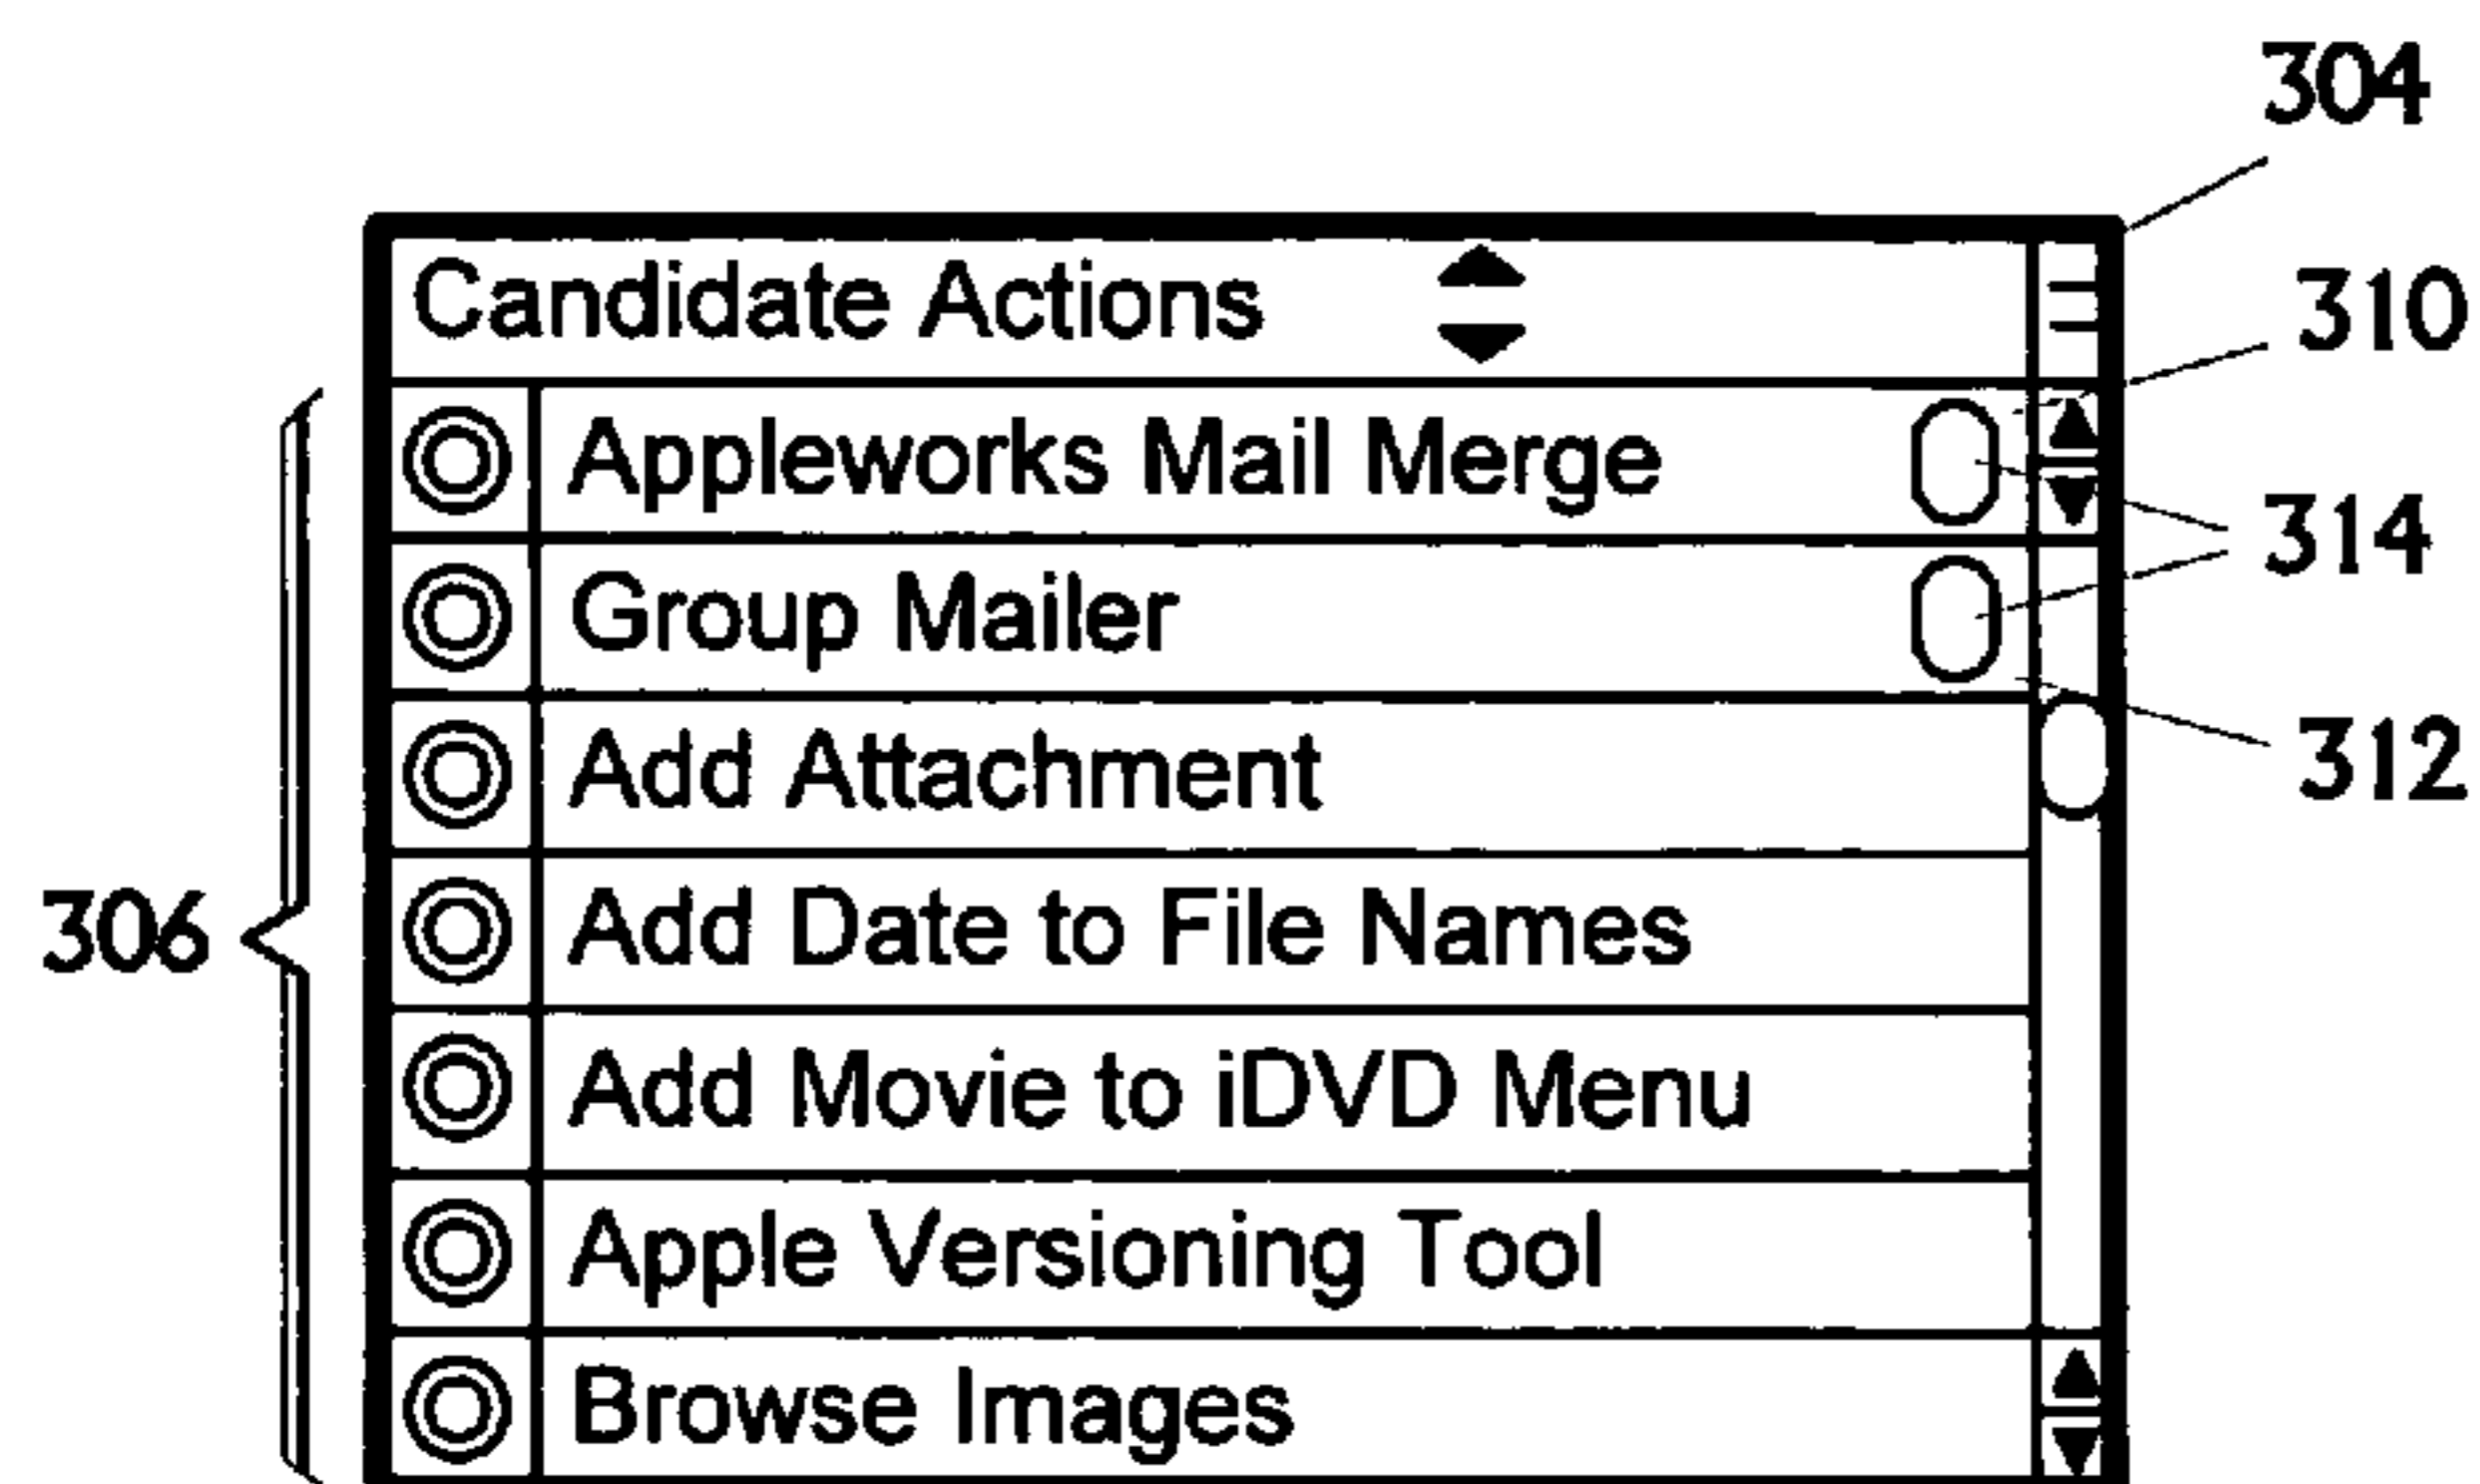 304
Candidate Actions
310
Appleworks Mail Merge
314
Group Mailer
312
Add Attachment
306
Add Date to File Names
Add Movie to iDVD Menu
Apple Versioning Tool
Browse Images